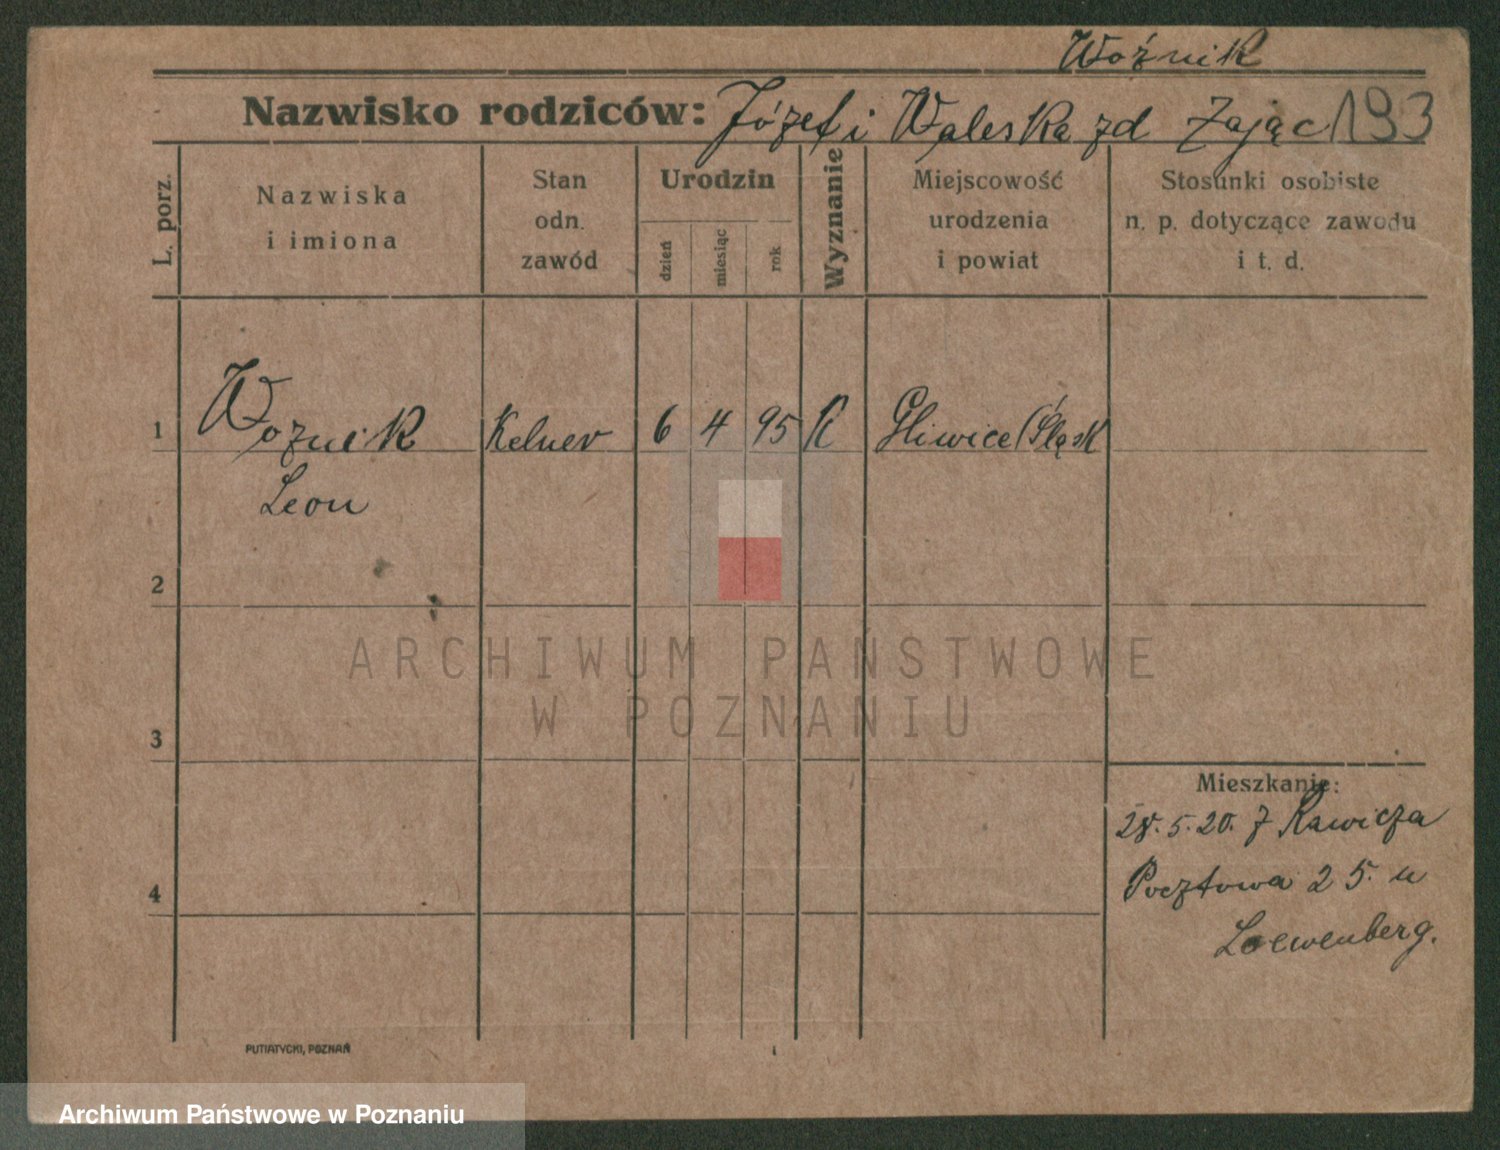 Woźnik
Nazwisko rodziców: Józef i Waleska zd Zając 193
L. porz.
Nazwiska
i imiona
Stan
odn.
zawód
Urodzin
dzień
miesiąc
rok
Wyznanie
Miejscowość
urodzenia
i powiat
Stosunki osobiste
n. p. dotyczące zawodu
i t. d.
1 Woznik Kelner 6 4 95 K Gliwice Śląsk
Leon
2
ARCHIWUM PAŃSTWOWE
W POZNANIU
3
Mieszkanie:
28.5.20. z Rawicza
4
Pocztowa 25. u
Loewenberg.
PUTIATYCKI, POZNAŃ
Archiwum Państwowe w Poznaniu